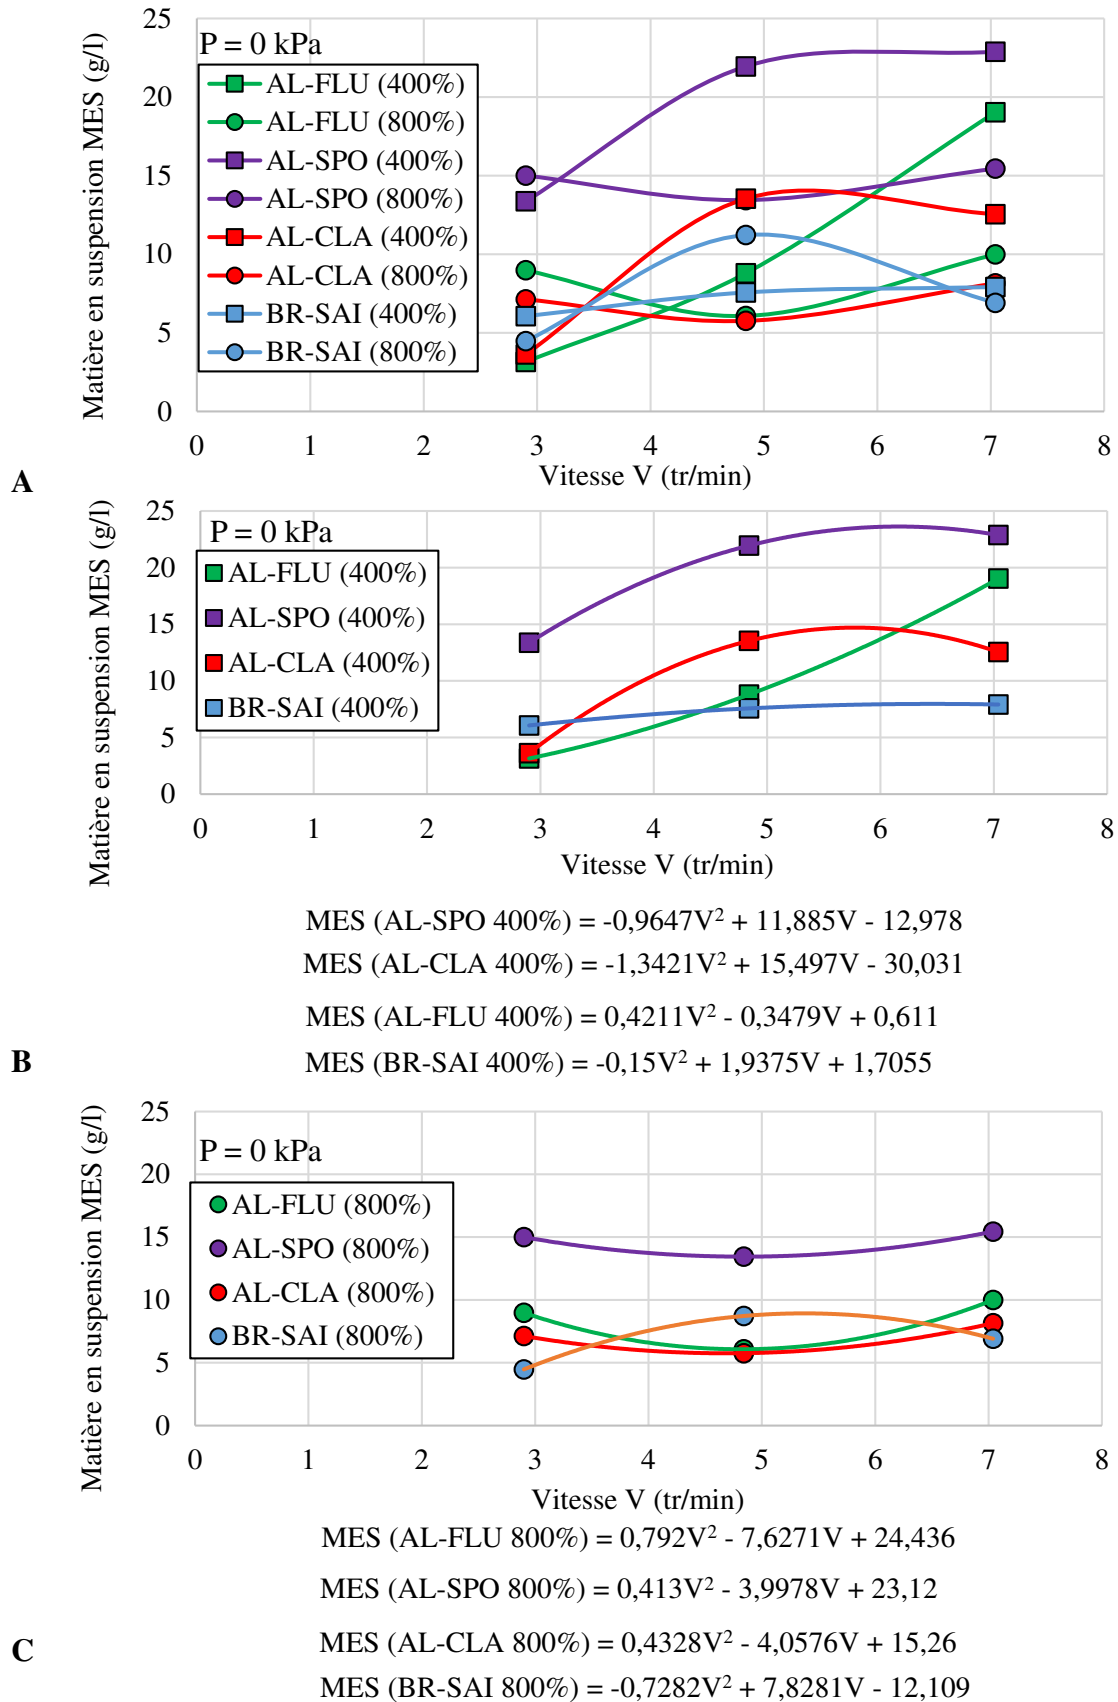 Matière en suspension MES (g/l)
25
20
15
10
5
0
P = 0 kPa
AL-FLU (400%)
AL-FLU (800%)
AL-SPO (400%)
AL-SPO (800%)
AL-CLA (400%)
AL-CLA (800%)
BR-SAI (400%)
BR-SAI (800%)
0 1 2 3 4 5 6 7 8
Vitesse V (tr/min)
A
Matière en suspension MES (g/l)
25
20
15
10
5
0
P = 0 kPa
AL-FLU (400%)
AL-SPO (400%)
AL-CLA (400%)
BR-SAI (400%)
0 1 2 3 4 5 6 7 8
Vitesse V (tr/min)
MES (AL-SPO 400%) = -0,9647V² + 11,885V - 12,978
MES (AL-CLA 400%) = -1,3421V² + 15,497V - 30,031
MES (AL-FLU 400%) = 0,4211V² - 0,3479V + 0,611
MES (BR-SAI 400%) = -0,15V² + 1,9375V + 1,7055
B
Matière en suspension MES (g/l)
25
20
15
10
5
0
P = 0 kPa
AL-FLU (800%)
AL-SPO (800%)
AL-CLA (800%)
BR-SAI (800%)
0 1 2 3 4 5 6 7 8
Vitesse V (tr/min)
MES (AL-FLU 800%) = 0,792V² - 7,6271V + 24,436
MES (AL-SPO 800%) = 0,413V² - 3,9978V + 23,12
MES (AL-CLA 800%) = 0,4328V² - 4,0576V + 15,26
C
MES (BR-SAI 800%) = -0,7282V² + 7,8281V - 12,109